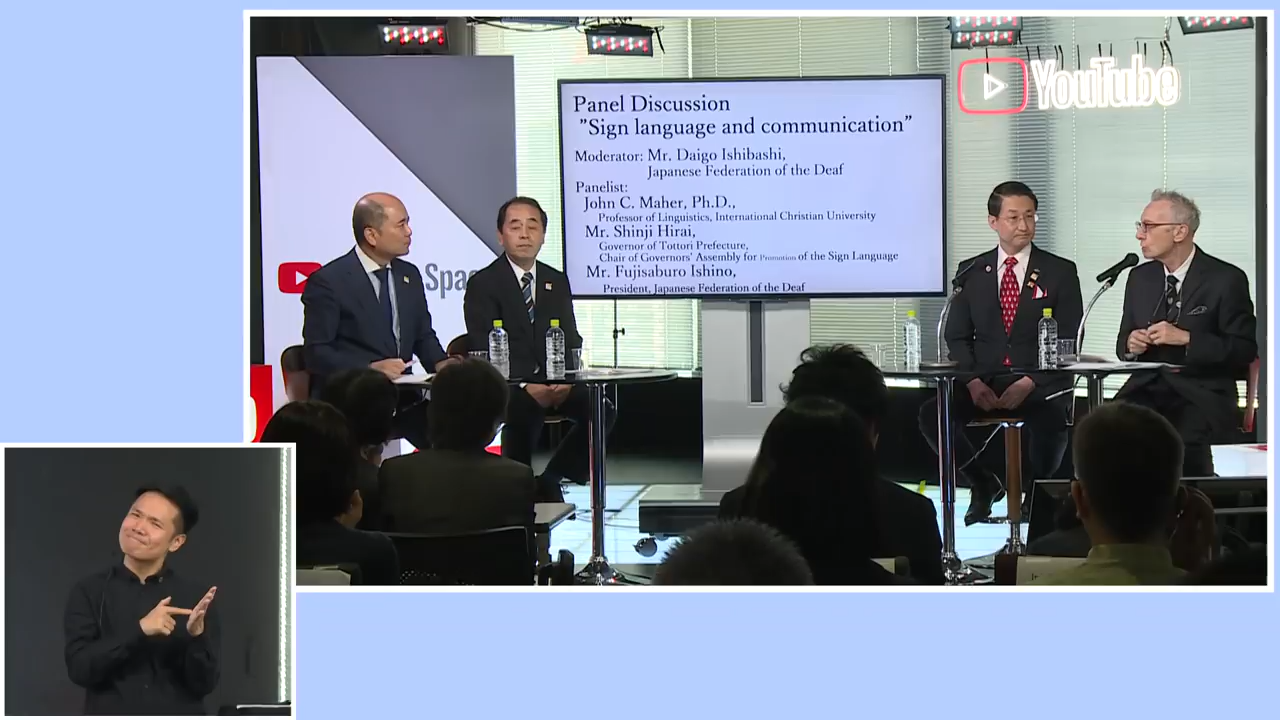 YouTube
Panel Discussion
"Sign language and communication"
Moderator: Mr. Daigo Ishibashi,
Japanese Federation of the Deaf
Panelist:
John C. Maher, Ph.D.,
Professor of Linguistics, International Christian University
Mr. Shinji Hirai,
Governor of Tottori Prefecture,
Chair of Governors' Assembly for Promotion of the Sign Language
Mr. Fujisaburo Ishino,
President, Japanese Federation of the Deaf
Spac